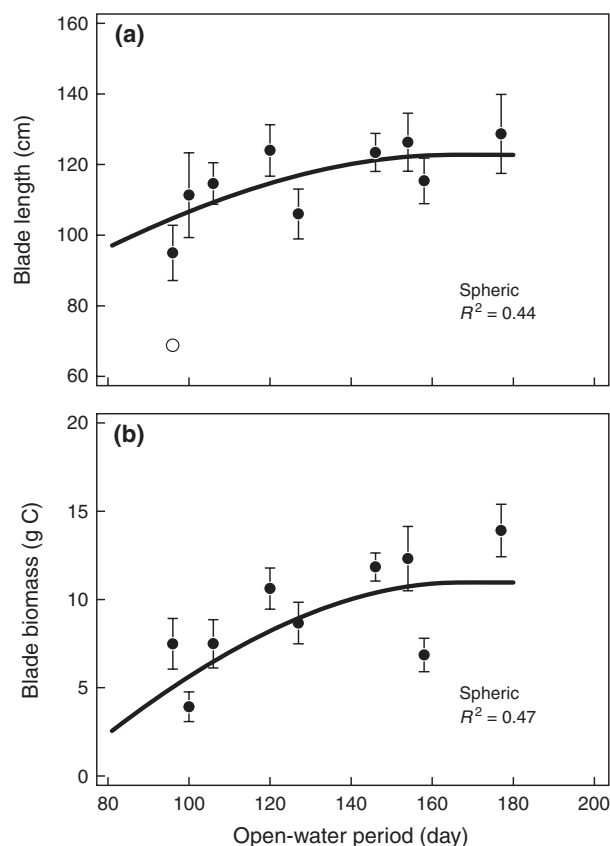 160
(a)
140
120
100
80
60
Blade length (cm)
Spheric
R² = 0.44
20
(b)
15
10
5
0
Blade biomass (g C)
Spheric
R² = 0.47
80 100 120 140 160 180 200
Open-water period (day)